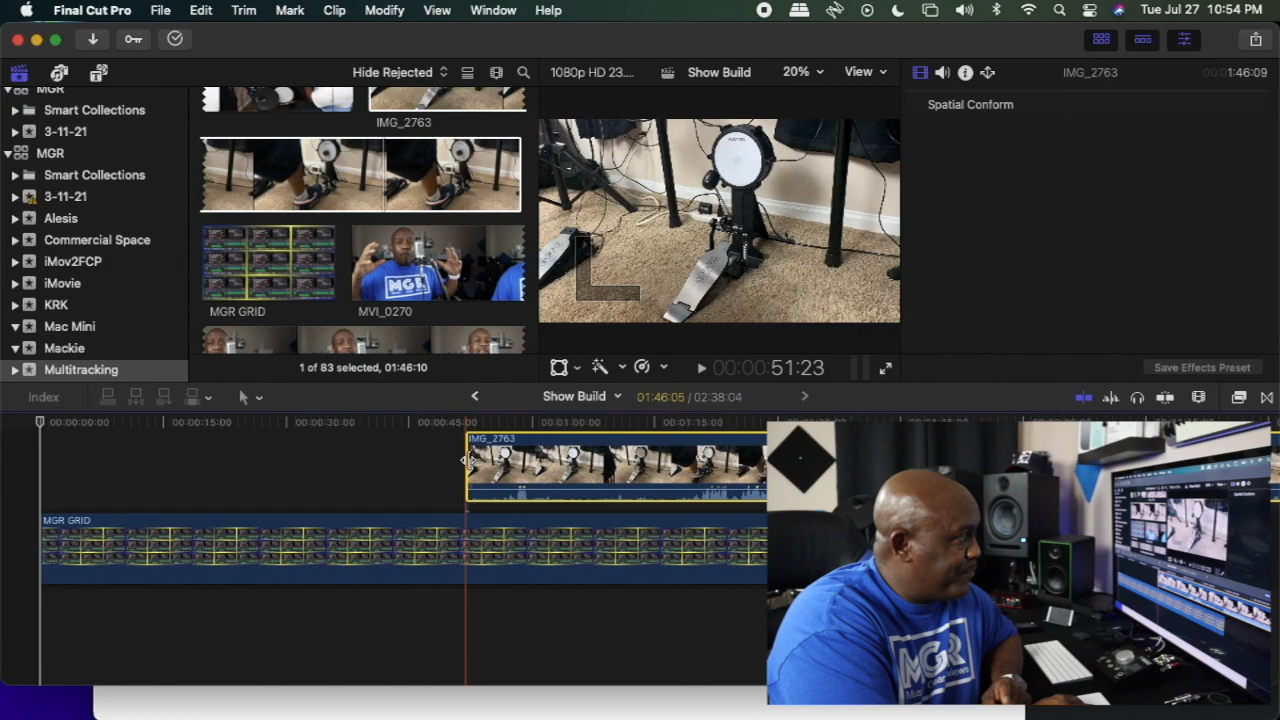 Final Cut Pro File Edit Trim Mark Clip Modify View Window Help Tue Jul 27 10:54 PM
Hide Rejected 1080p HD 23.... Show Build 20% View IMG_2763 00:01:46:09
MGR
Smart Collections
3-11-21
MGR
Smart Collections
3-11-21
Alesis
Commercial Space
iMov2FCP
iMovie
KRK
Mac Mini
Mackie
Multitracking
IMG_2763
MGR GRID MVI_0270
1 of 83 selected, 01:46:10
00:00:00:51:23
Spatial Conform
Save Effects Preset
Index Show Build 01:46:05 / 02:38:04
00:00:00:00 00:00:15:00 00:00:30:00 00:00:45:00 00:01:00:00 00:01:15:00
IMG_2763
MGR GRID
MGR